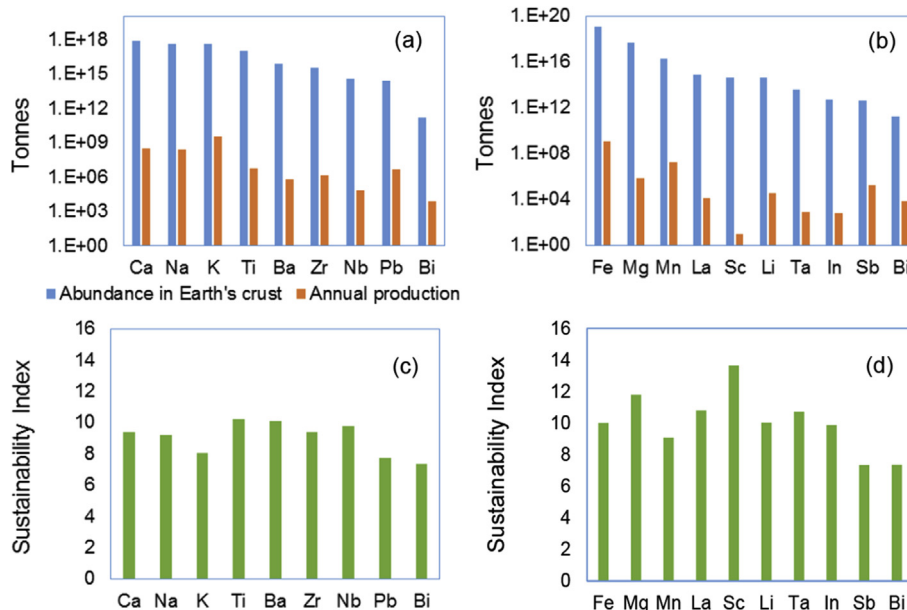 (a)
Tonnes
1.E+18
1.E+15
1.E+12
1.E+09
1.E+06
1.E+03
1.E+00
Ca Na K Ti Ba Zr Nb Pb Bi
Abundance in Earth's crust Annual production
(b)
Tonnes
1.E+20
1.E+16
1.E+12
1.E+08
1.E+04
1.E+00
Fe Mg Mn La Sc Li Ta In Sb Bi
(c)
Sustainability Index
16
14
12
10
8
6
4
2
0
Ca Na K Ti Ba Zr Nb Pb Bi
(d)
Sustainability Index
16
14
12
10
8
6
4
2
0
Fe Mg Mn La Sc Li Ta In Sb Bi